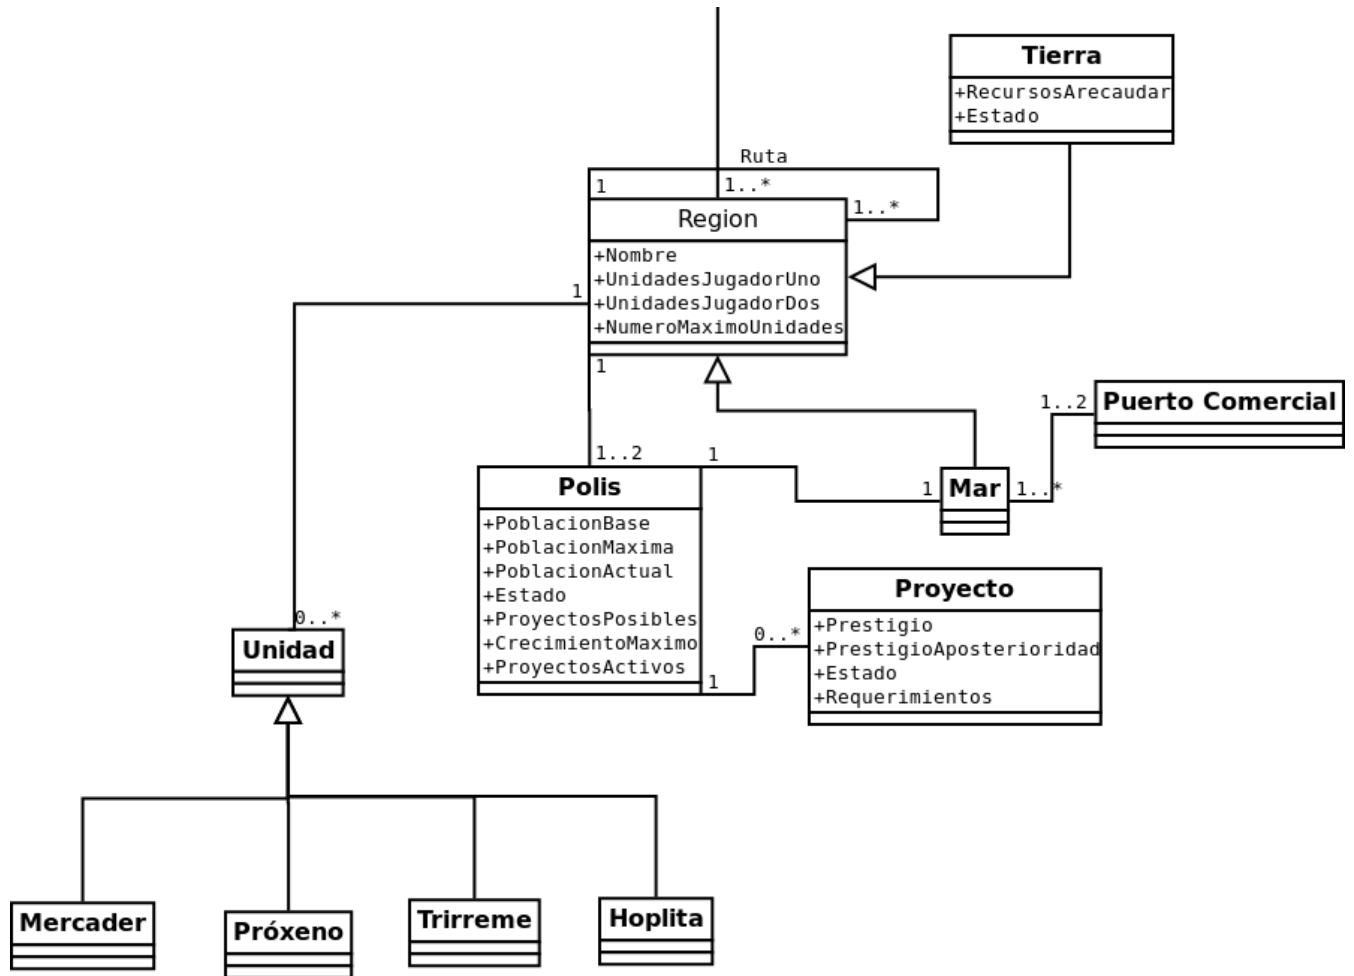 Tierra
+RecursosArecaudar
+Estado
Ruta
1
1..*
1..*
Region
+Nombre
+UnidadesJugadorUno
+UnidadesJugadorDos
+NumeroMaximoUnidades
1
1
1..2
Puerto Comercial
1..2
1
1
Mar
1..*
Polis
+PoblacionBase
+PoblacionMaxima
+PoblacionActual
+Estado
+ProyectosPosibles
+CrecimientoMaximo
+ProyectosActivos
1
0..*
Proyecto
+Prestigio
+PrestigioAposterioridad
+Estado
+Requerimientos
0..*
Unidad
Mercader
Próxeno
Trirreme
Hoplita